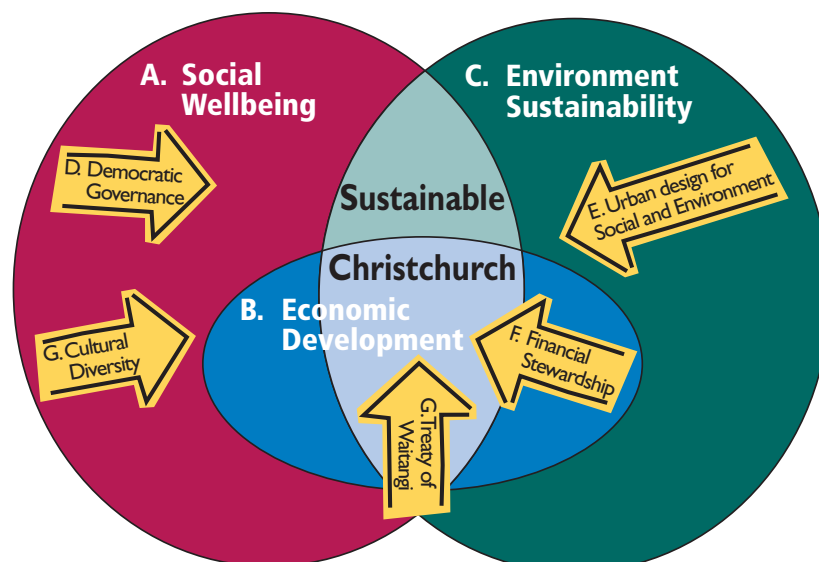 A. Social
Wellbeing
C. Environment
Sustainability
D. Democratic
Governance
E. Urban design for
Social and Environment
Sustainable
Christchurch
B. Economic
Development
G. Cultural
Diversity
F. Financial
Stewardship
G. Treaty of
Waitangi